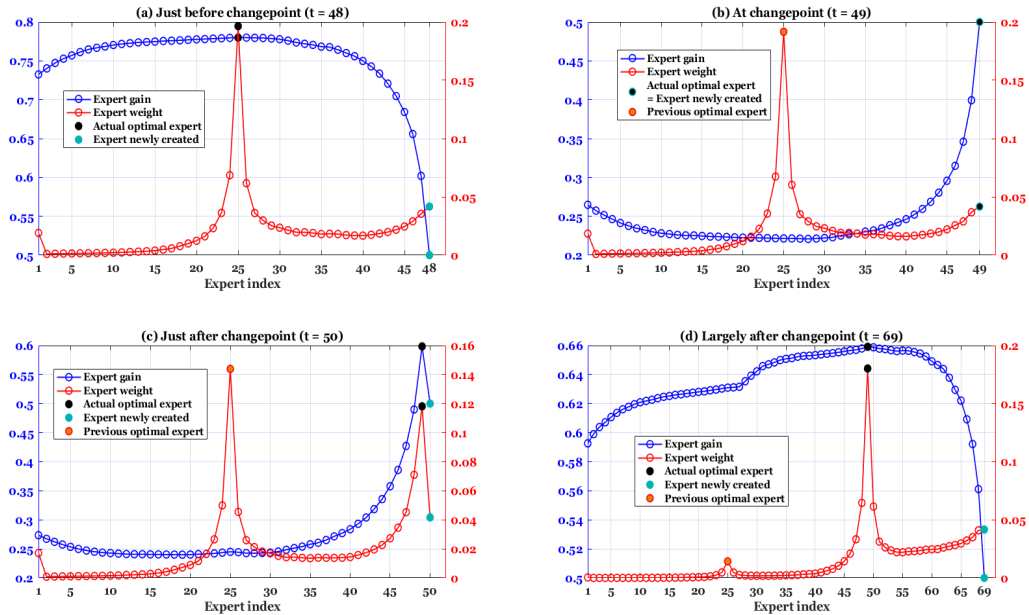 (a) Just before changepoint (t = 48)
0.8
0.75
0.7
0.65
0.6
0.55
0.5
0.2
0.15
0.1
0.05
0
Expert gain
Expert weight
Actual optimal expert
Expert newly created
1 5 10 15 20 25 30 35 40 45 48
Expert index
(b) At changepoint (t = 49)
0.5
0.45
0.4
0.35
0.3
0.25
0.2
0.2
0.15
0.1
0.05
0
Expert gain
Expert weight
Actual optimal expert
= Expert newly created
Previous optimal expert
1 5 10 15 20 25 30 35 40 45 49
Expert index
(c) Just after changepoint (t = 50)
0.6
0.55
0.5
0.45
0.4
0.35
0.3
0.25
0.2
0.16
0.14
0.12
0.1
0.08
0.06
0.04
0.02
0
Expert gain
Expert weight
Actual optimal expert
Expert newly created
Previous optimal expert
1 5 10 15 20 25 30 35 40 45 50
Expert index
(d) Largely after changepoint (t = 69)
0.66
0.64
0.62
0.6
0.58
0.56
0.54
0.52
0.5
0.2
0.15
0.1
0.05
0
Expert gain
Expert weight
Actual optimal expert
Expert newly created
Previous optimal expert
1 5 10 15 20 25 30 35 40 45 50 55 60 65 69
Expert index